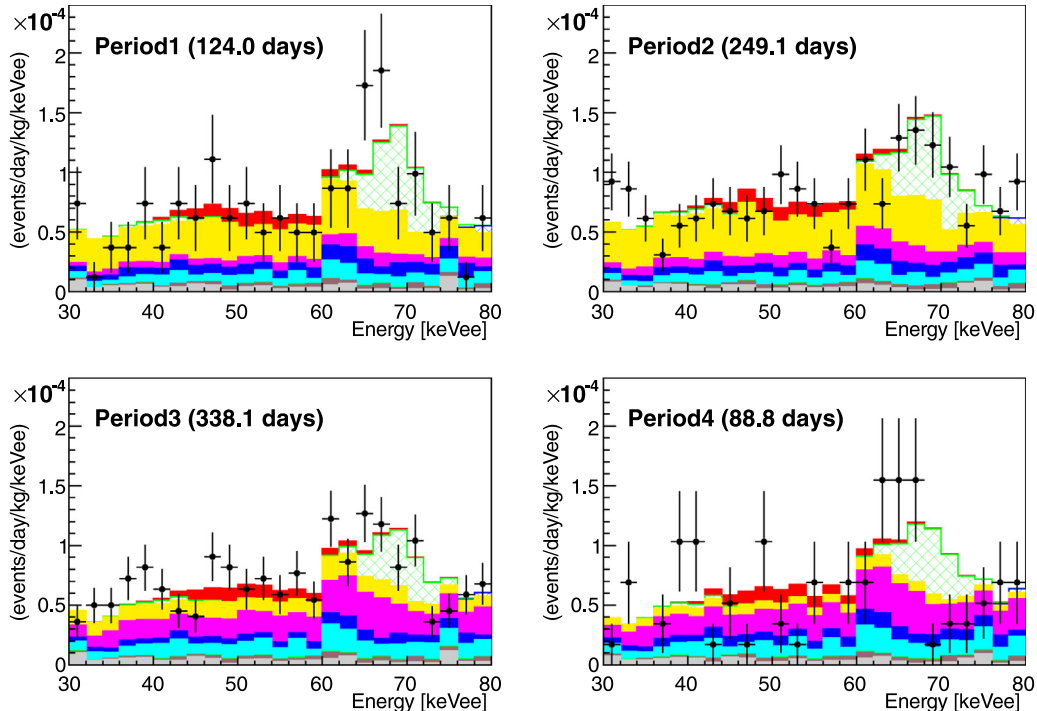 ×10-4
Period1 (124.0 days)
(events/day/kg/keVee)
2
1.5
1
0.5
0
30 40 50 60 70 80
Energy [keVee]
×10-4
Period2 (249.1 days)
(events/day/kg/keVee)
2
1.5
1
0.5
0
30 40 50 60 70 80
Energy [keVee]
×10-4
Period3 (338.1 days)
(events/day/kg/keVee)
2
1.5
1
0.5
0
30 40 50 60 70 80
Energy [keVee]
×10-4
Period4 (88.8 days)
(events/day/kg/keVee)
2
1.5
1
0.5
0
30 40 50 60 70 80
Energy [keVee]